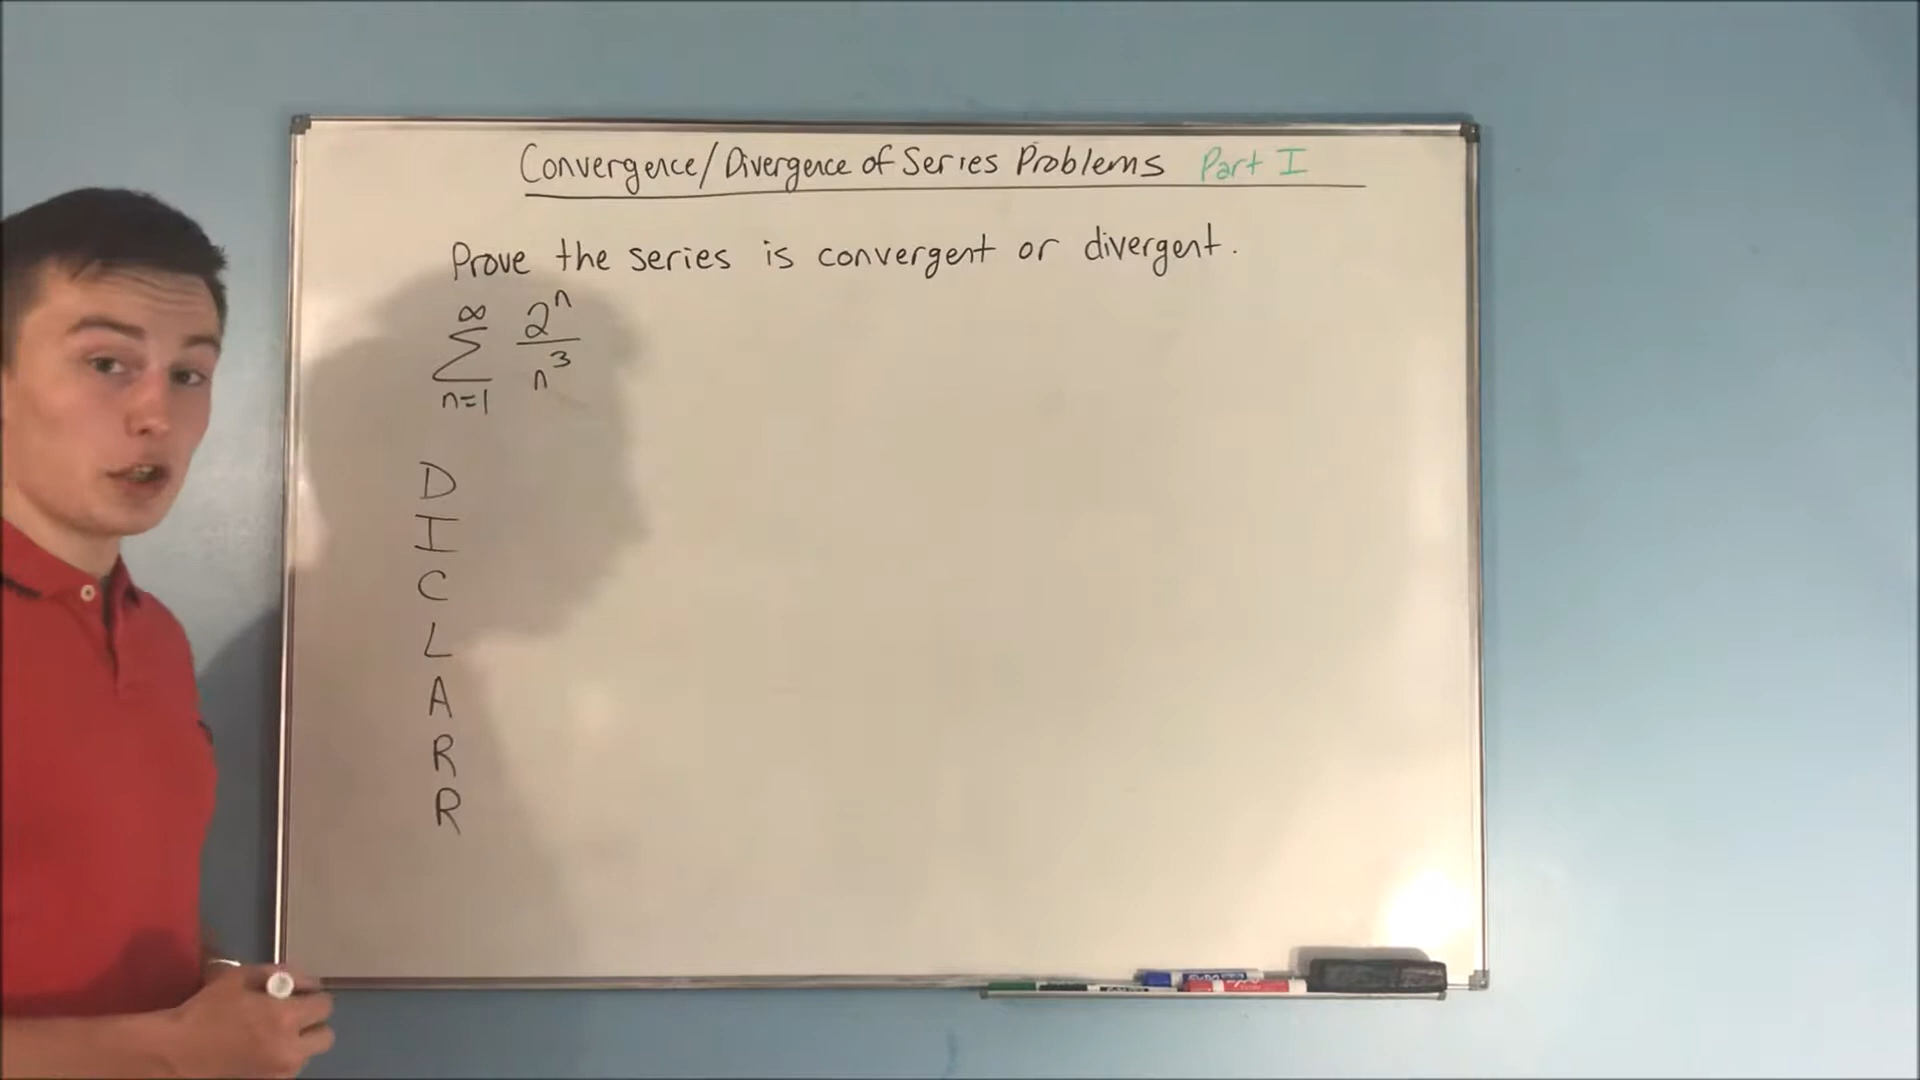 Convergence/Divergence of Series Problems Part I
Prove the series is convergent or divergent.
∞
∑ 2^n / n^3
n=1
D
I
C
L
A
R
R